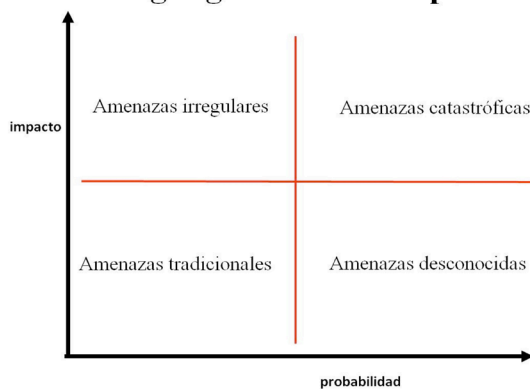 Amenazas irregulares
Amenazas catastróficas
impacto
Amenazas tradicionales
Amenazas desconocidas
probabilidad